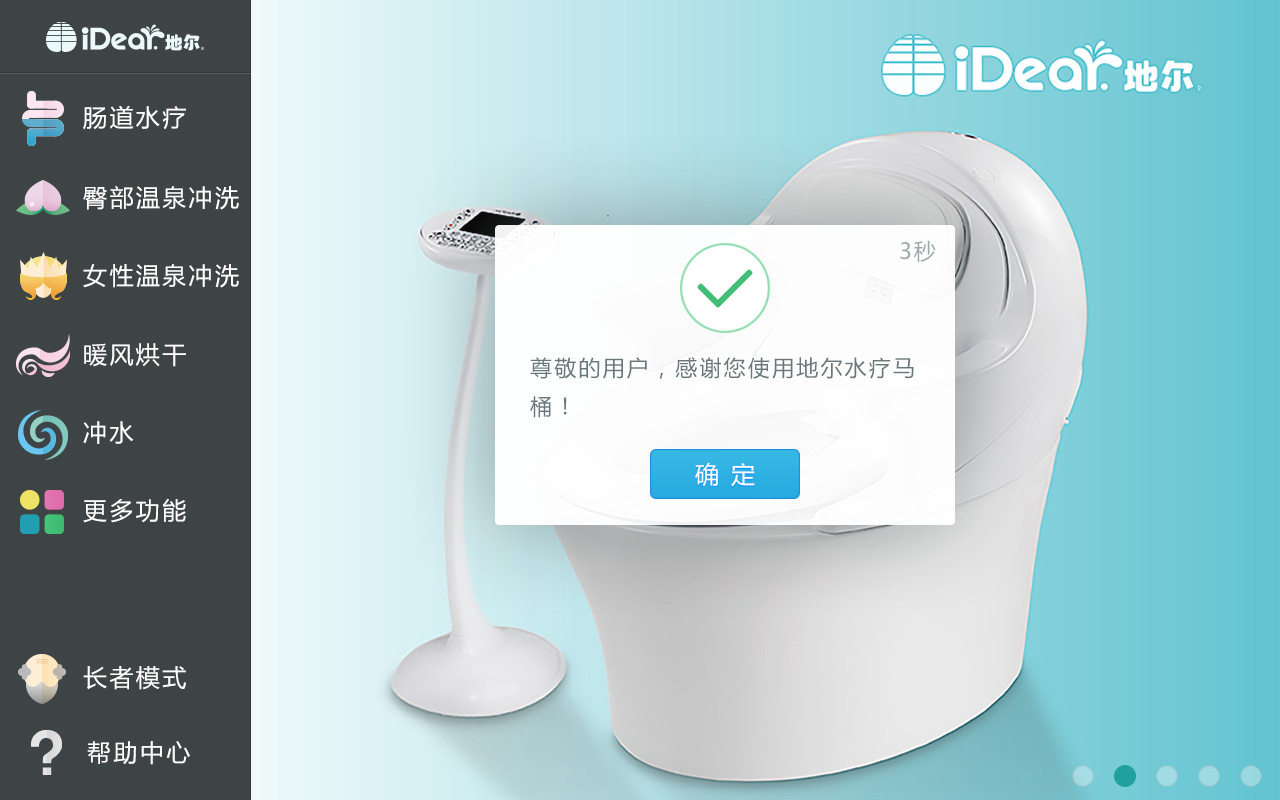 iDear.地尔
肠道水疗
臀部温泉冲洗
女性温泉冲洗
暖风烘干
冲水
更多功能
长者模式
帮助中心
iDear.地尔
3秒
尊敬的用户，感谢您使用地尔水疗马
桶！
确 定